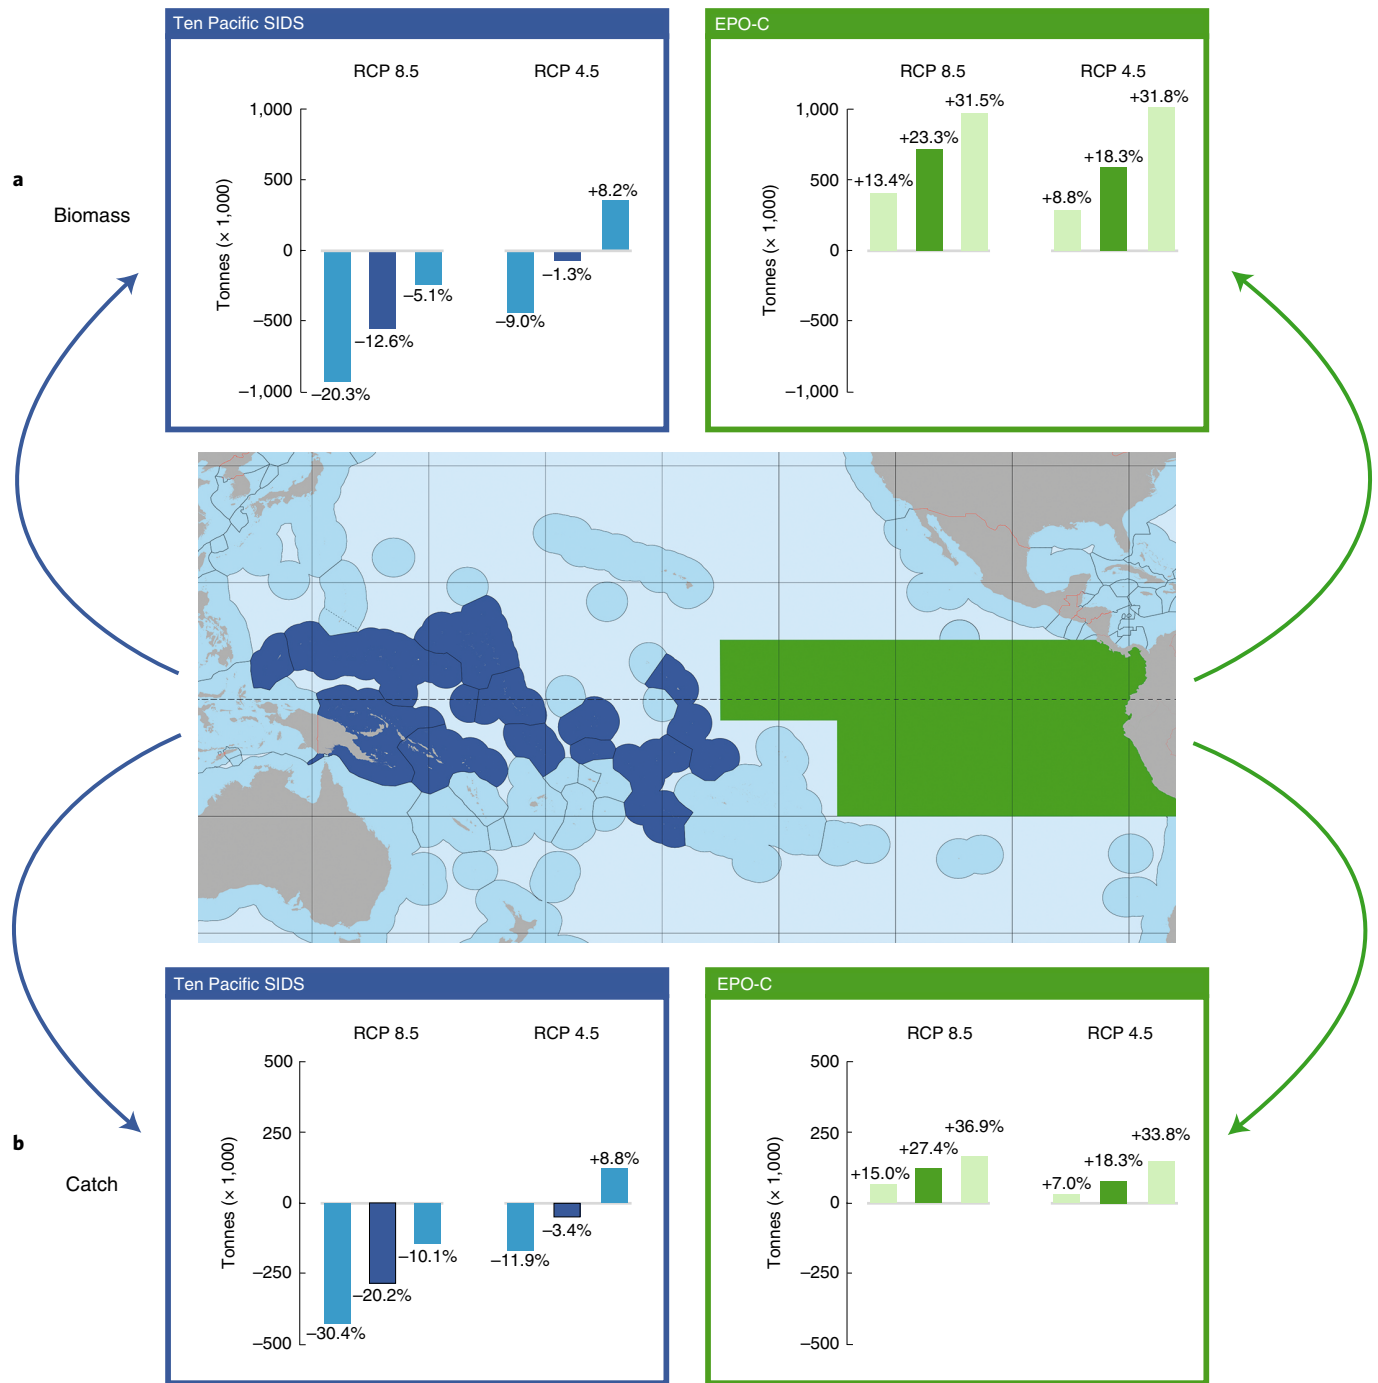 Ten Pacific SIDS
RCP 8.5 RCP 4.5
1,000
500
0
–500
–1,000
Tonnes (× 1,000)
–20.3%
–12.6%
–5.1%
–9.0%
–1.3%
+8.2%
EPO-C
RCP 8.5 RCP 4.5
1,000
500
0
–500
–1,000
Tonnes (× 1,000)
+13.4%
+23.3%
+31.5%
+8.8%
+18.3%
+31.8%
a
Biomass
Ten Pacific SIDS
RCP 8.5 RCP 4.5
500
250
0
–250
–500
Tonnes (× 1,000)
–30.4%
–20.2%
–10.1%
–11.9%
–3.4%
+8.8%
EPO-C
RCP 8.5 RCP 4.5
500
250
0
–250
–500
Tonnes (× 1,000)
+15.0%
+27.4%
+36.9%
+7.0%
+18.3%
+33.8%
b
Catch